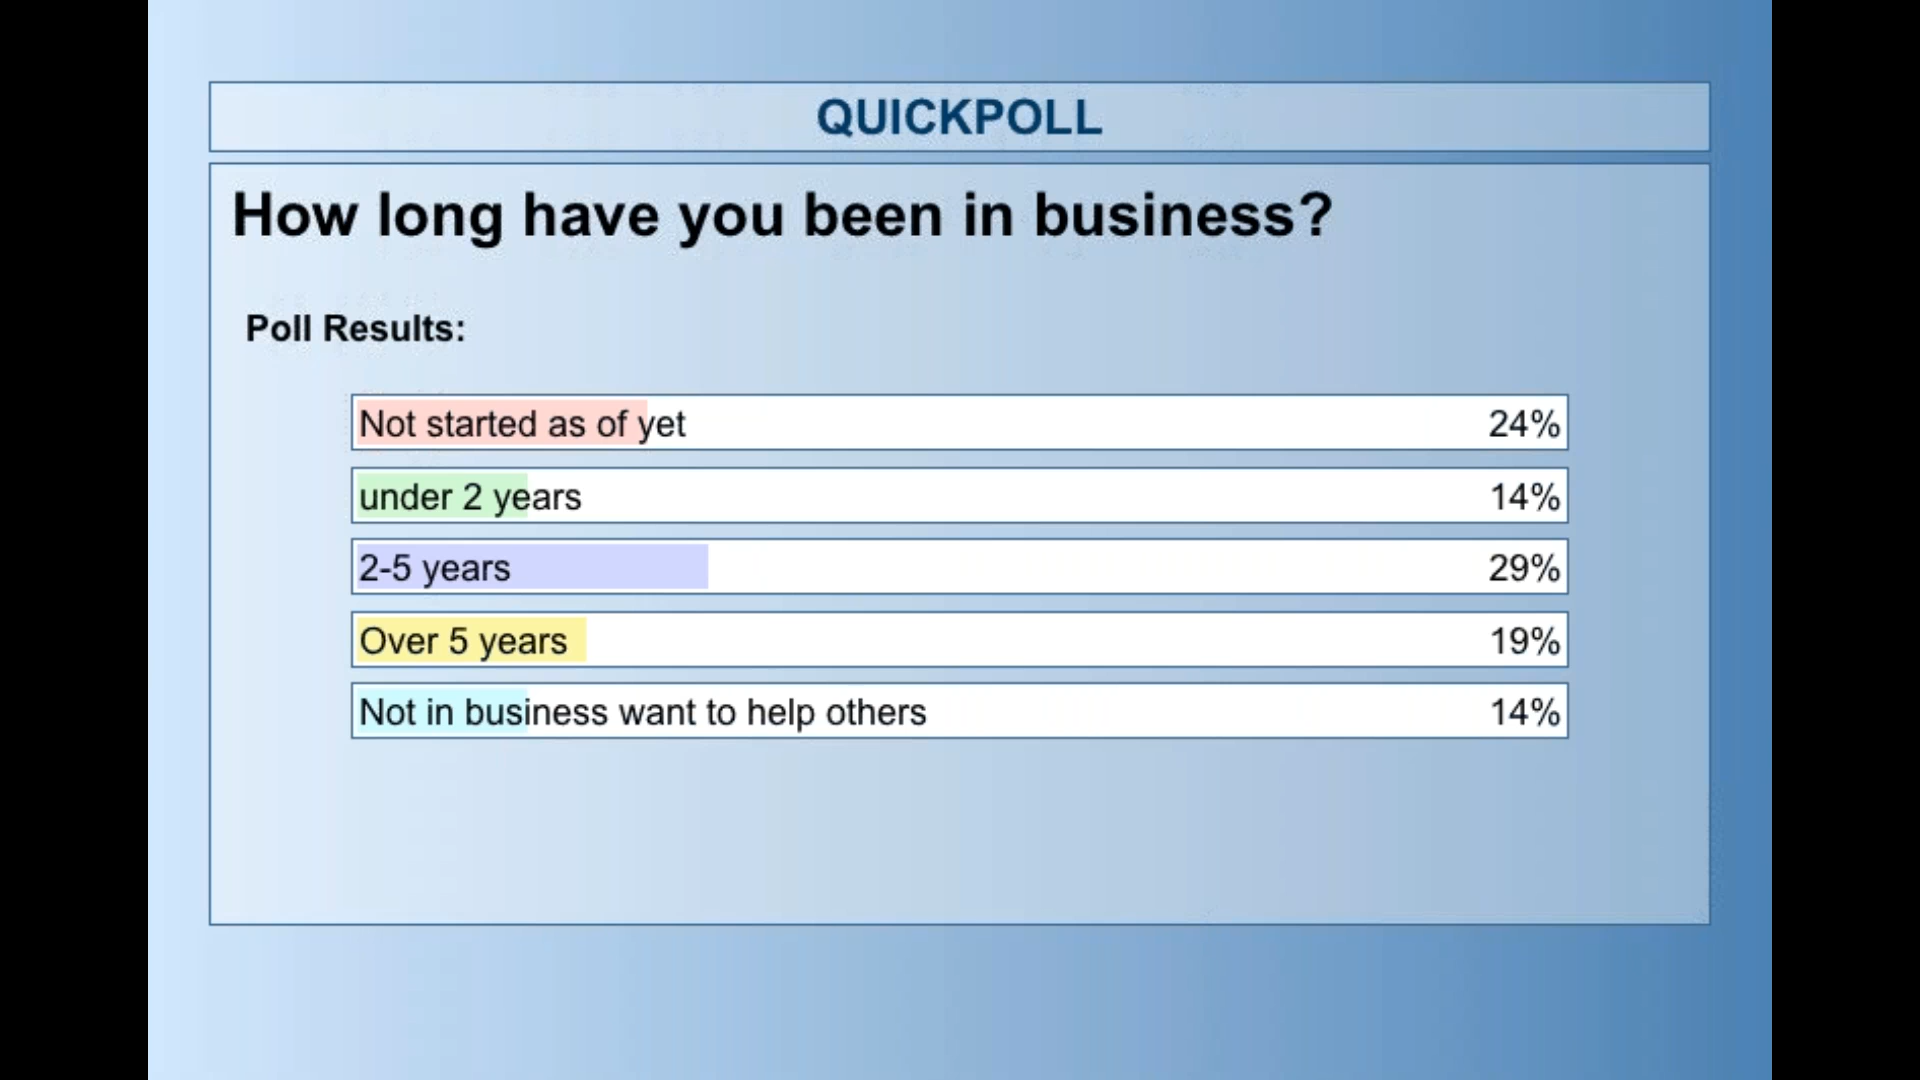 QUICKPOLL
How long have you been in business?
Poll Results:
Not started as of yet 24%
under 2 years 14%
2-5 years 29%
Over 5 years 19%
Not in business want to help others 14%